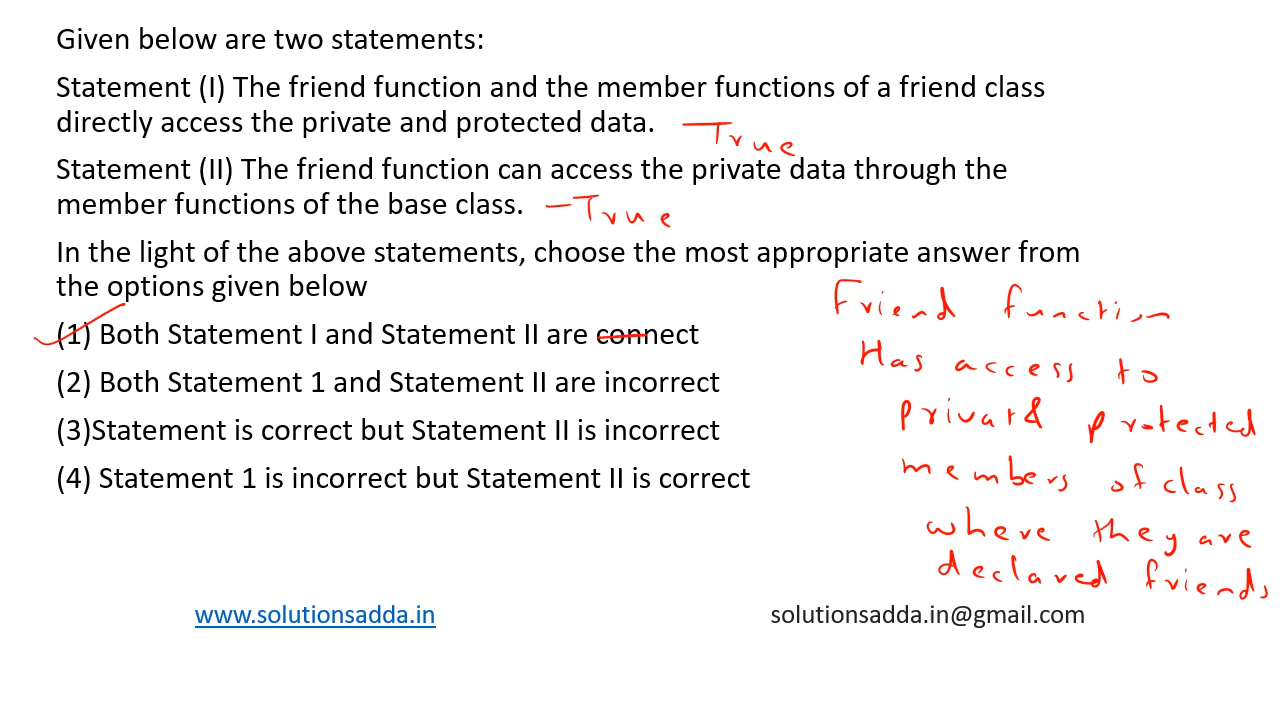 Given below are two statements:
Statement (I) The friend function and the member functions of a friend class
directly access the private and protected data. - True
Statement (II) The friend function can access the private data through the
member functions of the base class. - True
In the light of the above statements, choose the most appropriate answer from
the options given below
(1) Both Statement I and Statement II are connect
(2) Both Statement 1 and Statement II are incorrect
(3)Statement is correct but Statement II is incorrect
(4) Statement 1 is incorrect but Statement II is correct
Friend function
Has access to
privat& protected
members of class
where they are
declared friends
www.solutionsadda.in
solutionsadda.in@gmail.com